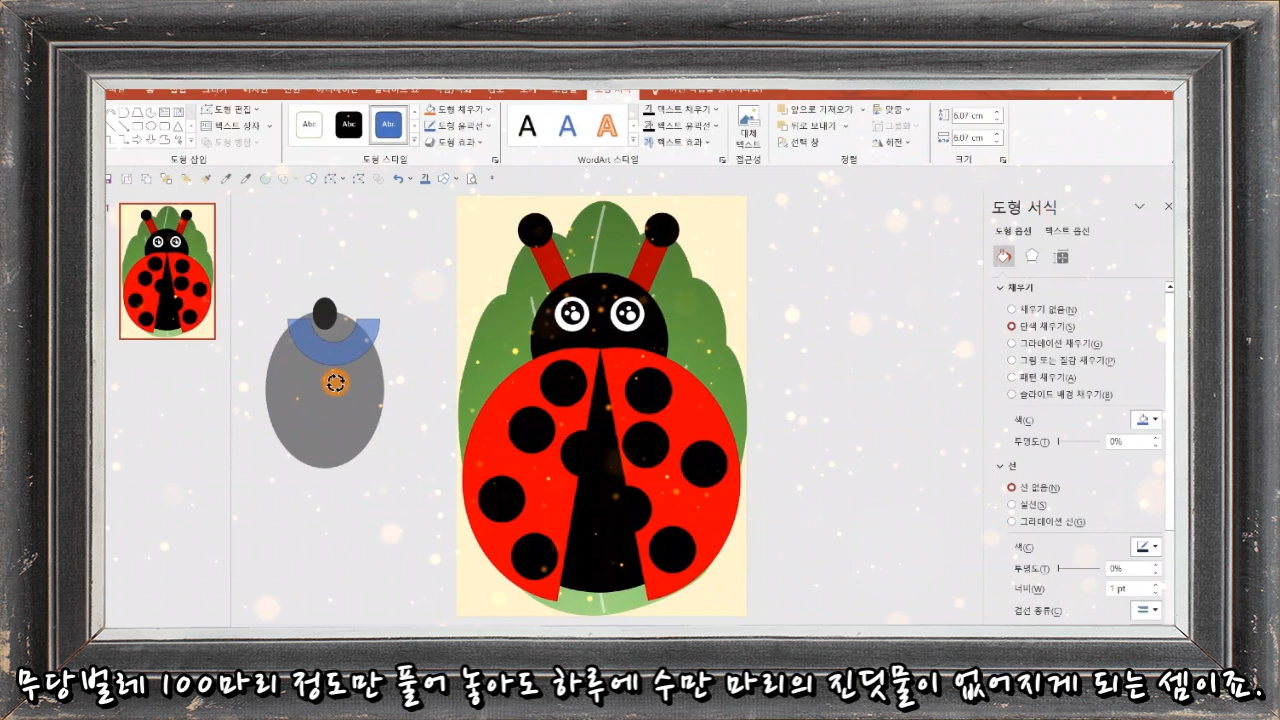 도형 편집
텍스트 상자
도형 병합
도형 삽입
Abc Abc Abc
도형 채우기
도형 윤곽선
도형 효과
도형 스타일
A A A
텍스트 채우기
텍스트 윤곽선
텍스트 효과
WordArt 스타일
대체
텍스트
접근성
앞으로 가져오기
뒤로 보내기
선택 창
맞춤
그룹화
회전
정렬
6.07 cm
6.07 cm
크기
1
도형 서식
도형 옵션 텍스트 옵션
채우기
채우기 없음(N)
단색 채우기(S)
그라데이션 채우기(G)
그림 또는 질감 채우기(P)
패턴 채우기(A)
슬라이드 배경 채우기(B)
색(C)
투명도(T) 0%
선
선 없음(N)
실선(S)
그라데이션 선(G)
색(C)
투명도(T) 0%
너비(W) 1 pt
겹선 종류(C)
무당벌레 100마리 정도만 풀어 놓아도 하루에 수만 마리의 진딧물이 없어지게 되는 셈이죠.